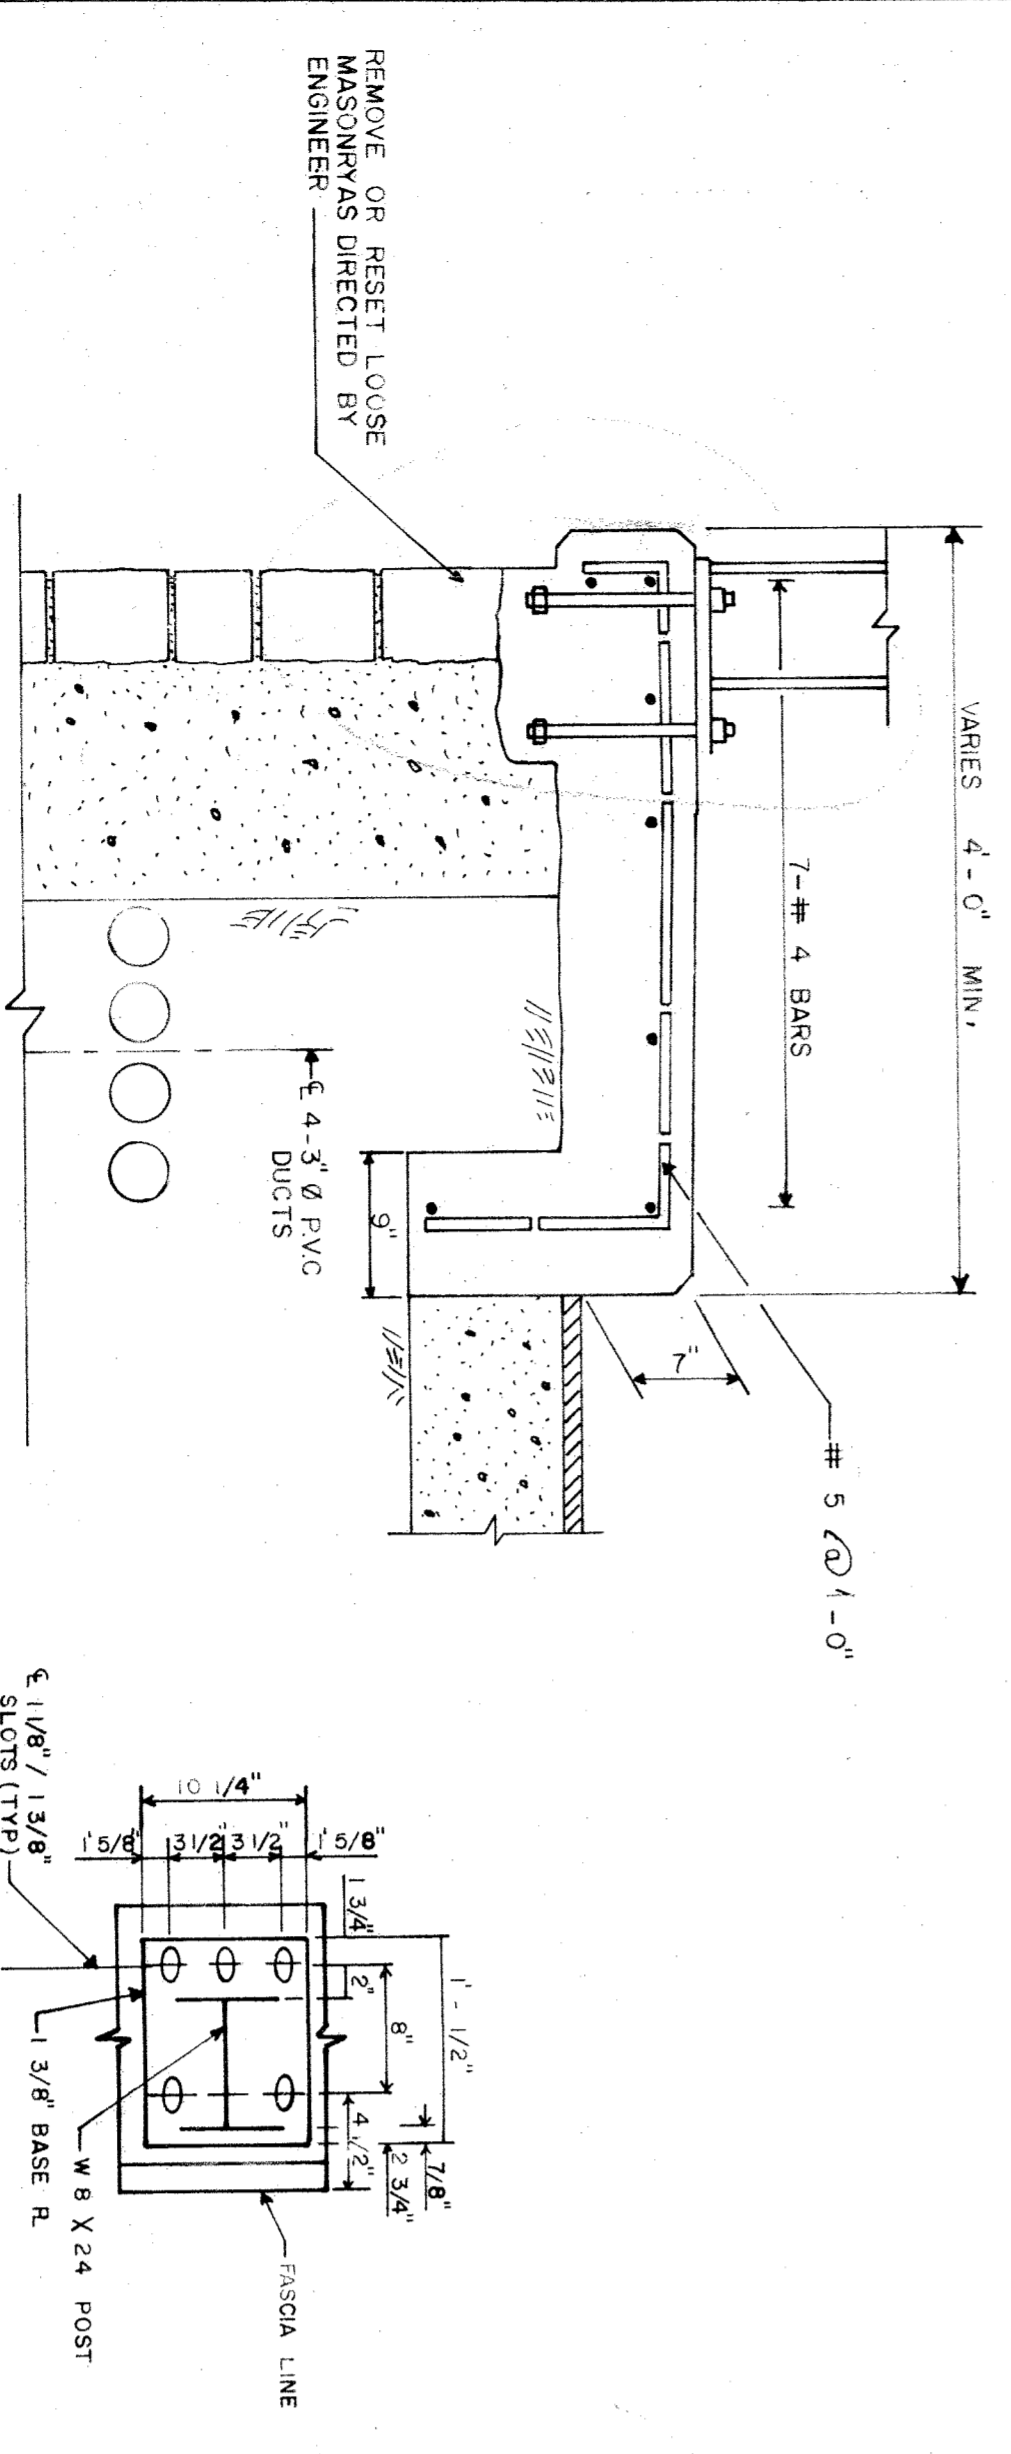 VARIES 4'-0" MIN.
7-# 4 BARS
# 5 @ 1'-0"
7"
9"
REMOVE OR RESET LOOSE
MASONRY AS DIRECTED BY
ENGINEER
℄ 4-3" Ø P.V.C
DUCTS
1'-1/2"
1 3/4"
8"
2"
4 1/2"
7/8"
2 3/4"
10 1/4"
1 5/8"
3 1/2"
3 1/2"
1 5/8"
FASCIA LINE
W 8 X 24 POST
1 3/8" BASE ℞
℄ 1 1/8" / 1 3/8"
SLOTS (TYP)